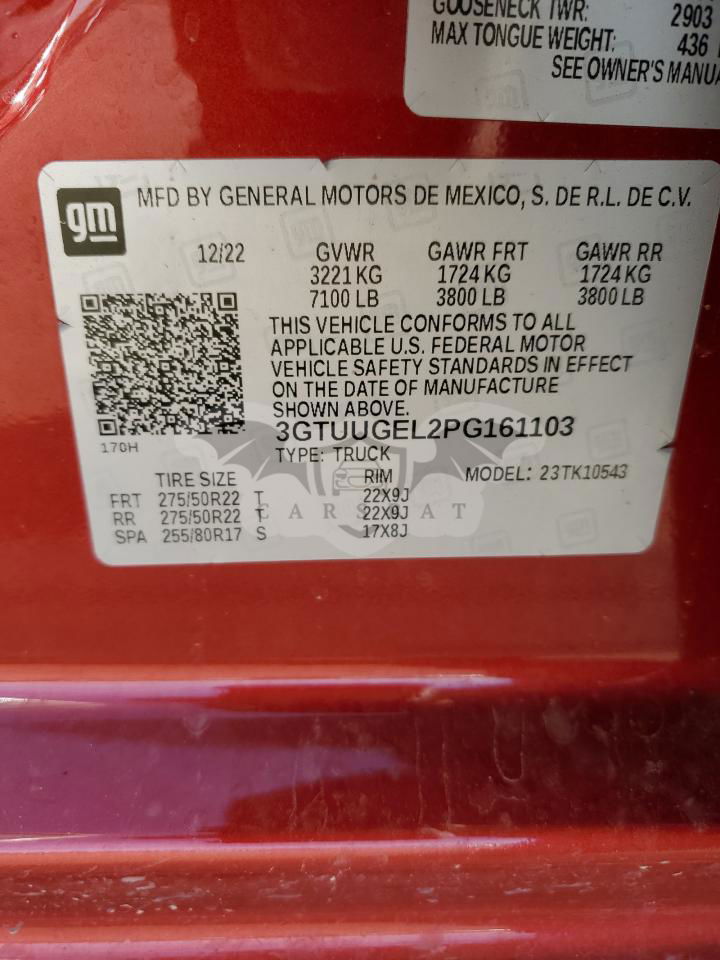 GOOSENECK TWR: 2903
MAX TONGUE WEIGHT: 436
SEE OWNER'S MANUA
gm
MFD BY GENERAL MOTORS DE MEXICO, S. DE R.L. DE C.V.
12/22 GVWR GAWR FRT GAWR RR
3221 KG 1724 KG 1724 KG
7100 LB 3800 LB 3800 LB
THIS VEHICLE CONFORMS TO ALL
APPLICABLE U.S. FEDERAL MOTOR
VEHICLE SAFETY STANDARDS IN EFFECT
ON THE DATE OF MANUFACTURE
SHOWN ABOVE.
170H
3GTUUGEL2PG161103
TYPE: TRUCK MODEL: 23TK10543
TIRE SIZE RIM
FRT 275/50R22 T 22X9J
RR 275/50R22 T 22X9J
SPA 255/80R17 S 17X8J